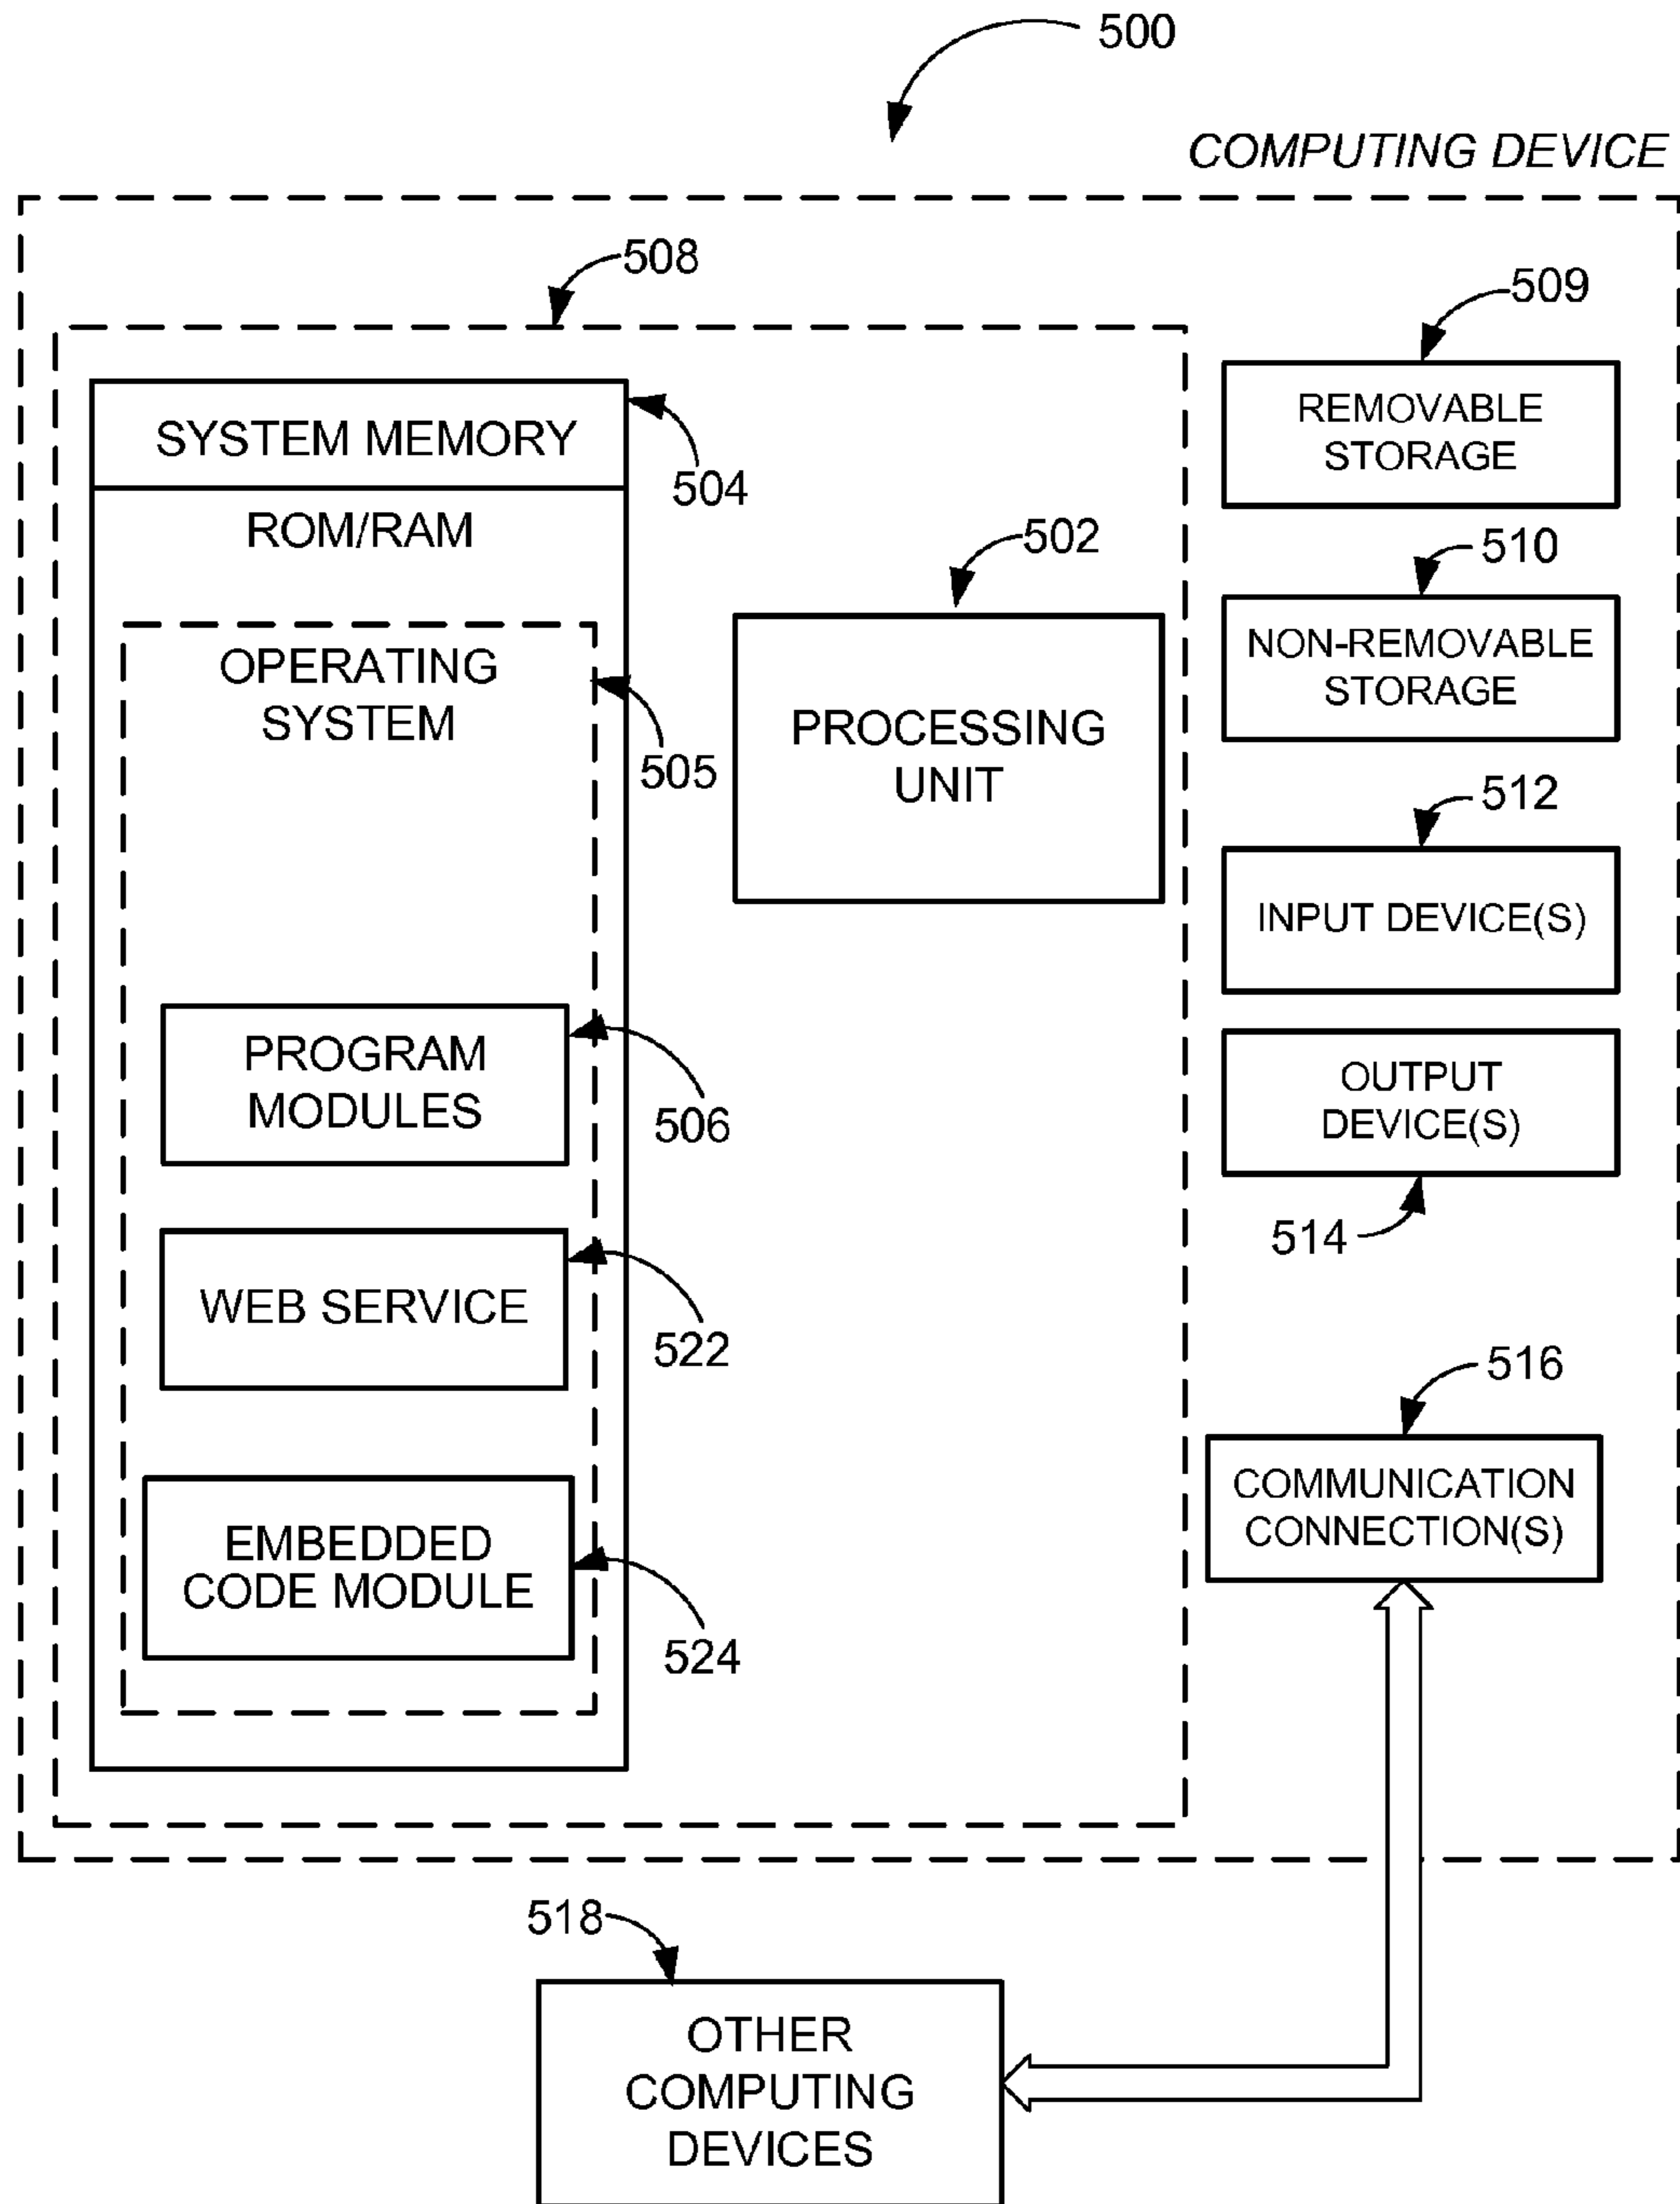 500
COMPUTING DEVICE
508
509
SYSTEM MEMORY
504
ROM/RAM
REMOVABLE
STORAGE
502
510
OPERATING
SYSTEM
505
PROCESSING
UNIT
NON-REMOVABLE
STORAGE
512
INPUT DEVICE(S)
PROGRAM
MODULES
506
OUTPUT
DEVICE(S)
514
WEB SERVICE
522
516
COMMUNICATION
CONNECTION(S)
EMBEDDED
CODE MODULE
524
518
OTHER
COMPUTING
DEVICES